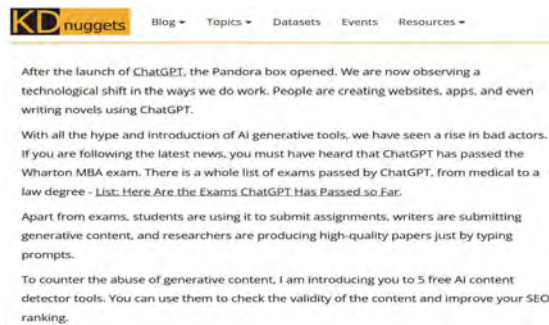 KD nuggets Blog Topics Datasets Events Resources
After the launch of ChatGPT, the Pandora box opened. We are now observing a
technological shift in the ways we do work. People are creating websites, apps, and even
writing novels using ChatGPT.
With all the hype and introduction of AI generative tools, we have seen a rise in bad actors.
If you are following the latest news, you must have heard that ChatGPT has passed the
Wharton MBA exam. There is a whole list of exams passed by ChatGPT, from medical to a
law degree - List: Here Are the Exams ChatGPT Has Passed so Far.
Apart from exams, students are using it to submit assignments, writers are submitting
generative content, and researchers are producing high-quality papers just by typing
prompts.
To counter the abuse of generative content, I am introducing you to 5 free AI content
detector tools. You can use them to check the validity of the content and improve your SEO
ranking.